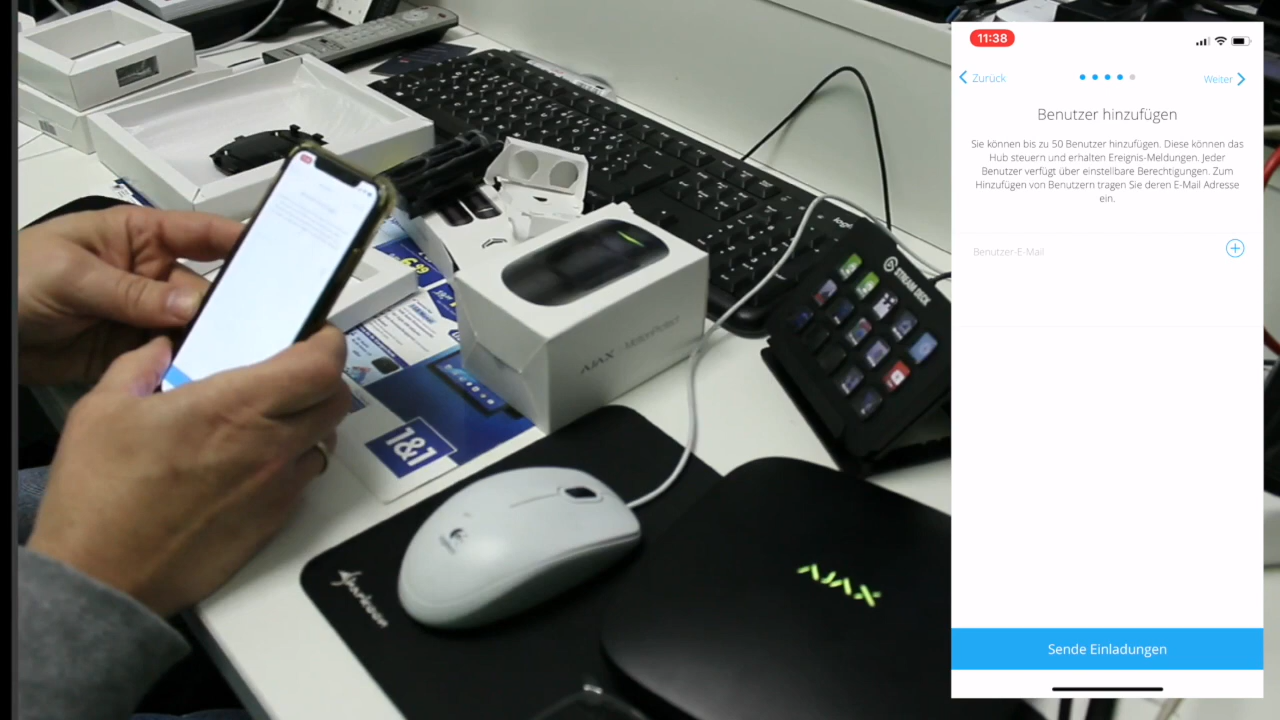 11:38
Zurück
Weiter
Benutzer hinzufügen
Sie können bis zu 50 Benutzer hinzufügen. Diese können das
Hub steuern und erhalten Ereignis-Meldungen. Jeder
Benutzer verfügt über einstellbare Berechtigungen. Zum
Hinzufügen von Benutzern tragen Sie deren E-Mail Adresse
ein.
Benutzer-E-Mail
Sende Einladungen
STREAM DECK
AJAX MotionProtect
1&1
Sharkoon
AJAX